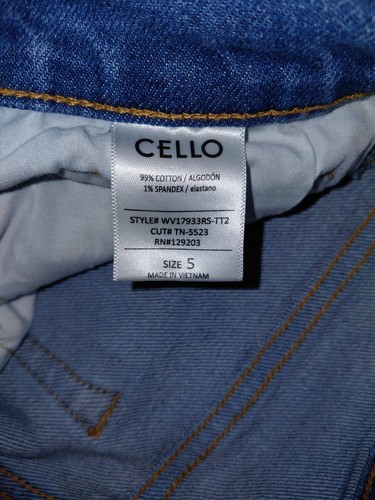 CELLO
99% COTTON / ALGODÓN
1% SPANDEX / elastano
STYLE# WV17933RS-TT2
CUT# TN-5523
RN#129203
SIZE 5
MADE IN VIETNAM